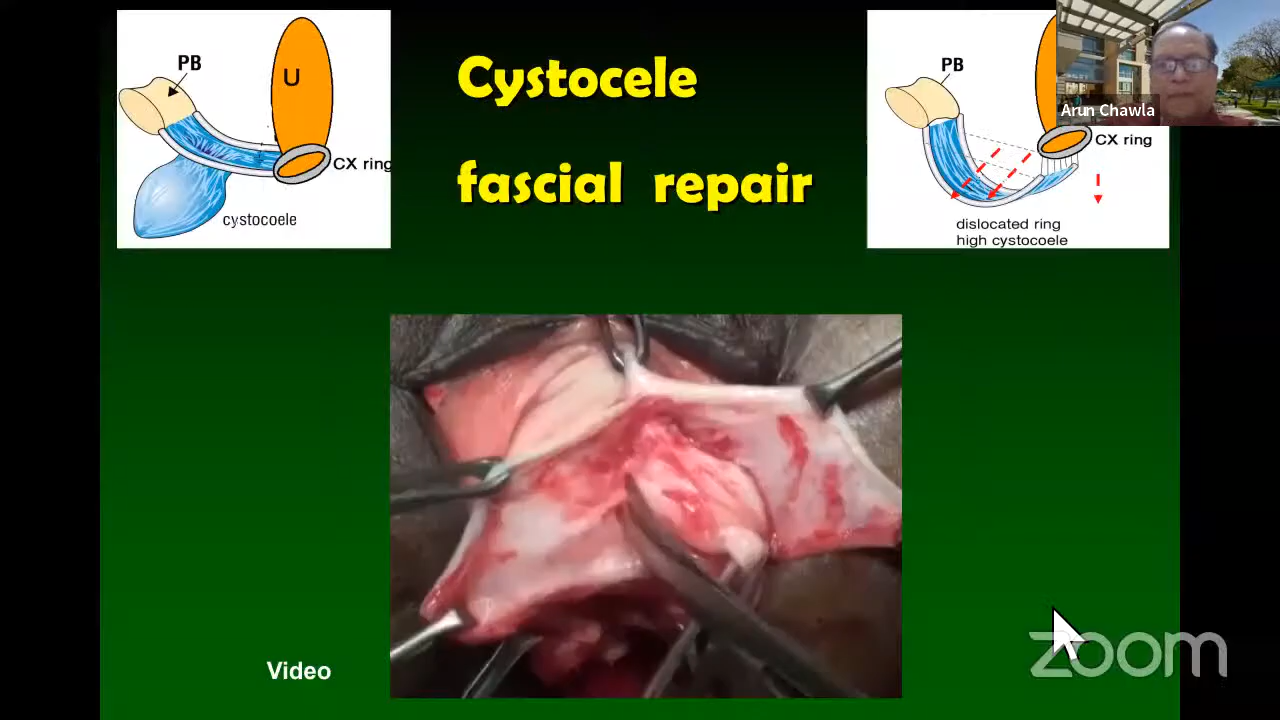 PB
U
CX ring
cystocoele
Cystocele
fascial repair
PB
Arun Chawla
CX ring
dislocated ring
high cystocoele
Video
zoom